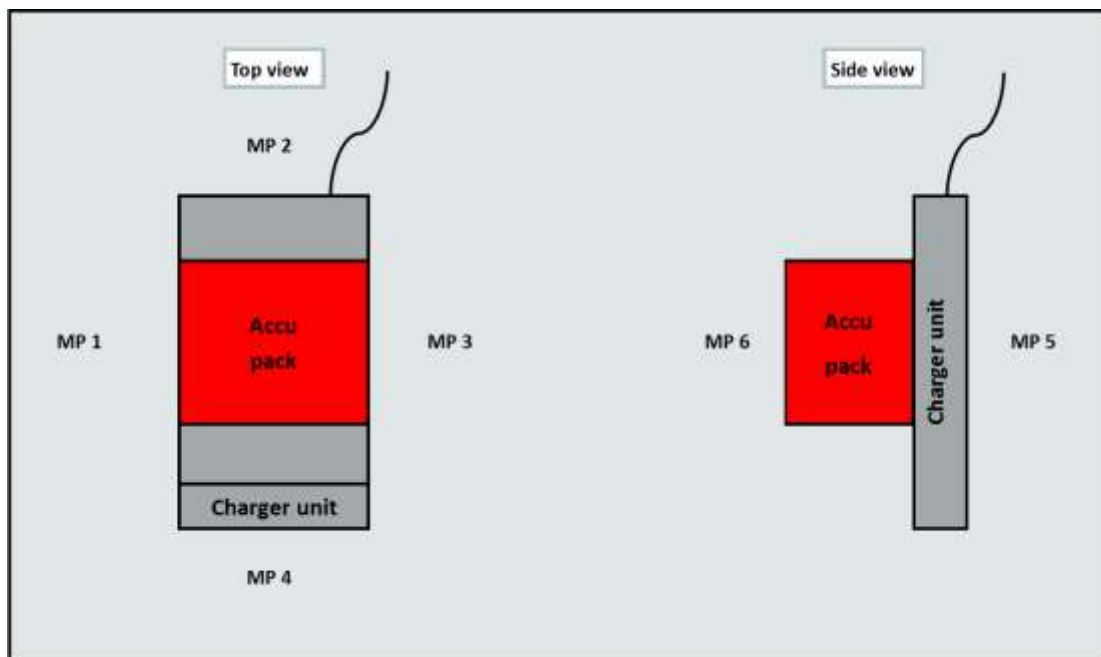 Top view
MP 2
MP 1
Accu
pack
MP 3
Charger unit
MP 4
Side view
MP 6
Accu
pack
Charger unit
MP 5